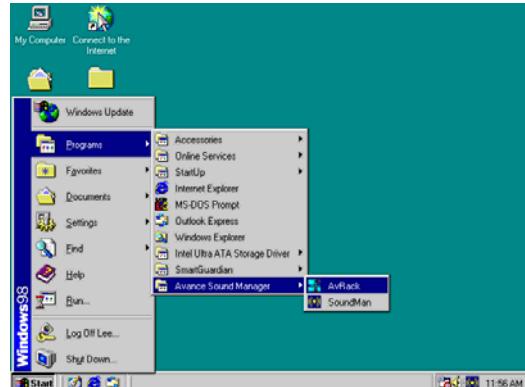 My Computer
Connect to the
Internet
Windows Update
Programs
Favorites
Documents
Settings
Find
Help
Run...
Log Off Lee...
Shut Down...
Windows98
Accessories
Online Services
StartUp
Internet Explorer
MS-DOS Prompt
Outlook Express
Windows Explorer
Intel Ultra ATA Storage Driver
SmartGuardian
Avance Sound Manager
AvRack
SoundMan
Start
11:56 AM